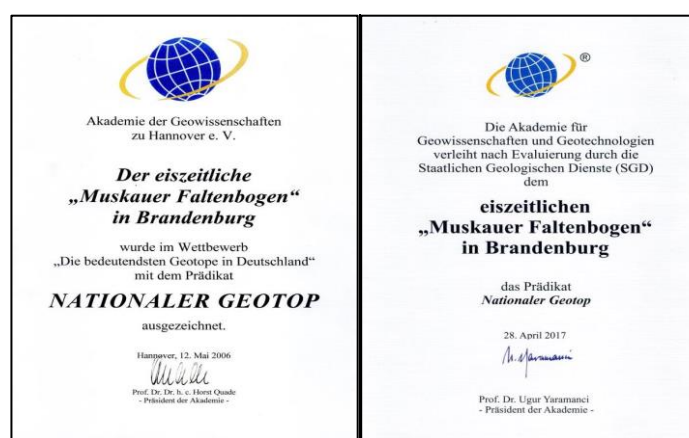 Akademie der Geowissenschaften
zu Hannover e. V.
Der eiszeitliche
„Muskauer Faltenbogen“
in Brandenburg
wurde im Wettbewerb
„Die bedeutendsten Geotope in Deutschland“
mit dem Prädikat
NATIONALER GEOTOP
ausgezeichnet.
Hannover, 12. Mai 2006
Prof. Dr. Dr. h. c. Horst Quade
- Präsident der Akademie -
®
Die Akademie für
Geowissenschaften und Geotechnologien
verleiht nach Evaluierung durch die
Staatlichen Geologischen Dienste (SGD)
dem
eiszeitlichen
„Muskauer Faltenbogen“
in Brandenburg
das Prädikat
Nationaler Geotop
28. April 2017
Prof. Dr. Ugur Yaramanci
- Präsident der Akademie -